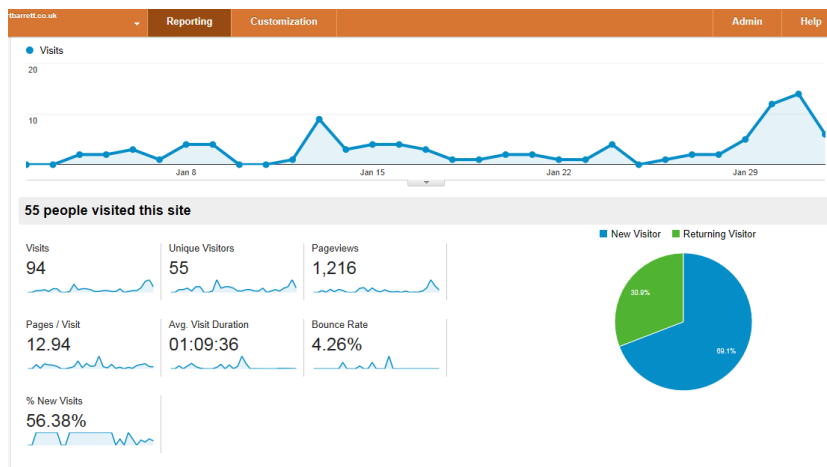 rtbarrett.co.uk
Reporting Customization Admin Help
Visits
20
10
Jan 8 Jan 15 Jan 22 Jan 29
55 people visited this site
New Visitor Returning Visitor
Visits Unique Visitors Pageviews
94 55 1,216
30.9%
Pages / Visit Avg. Visit Duration Bounce Rate
12.94 01:09:36 4.26%
69.1%
% New Visits
56.38%